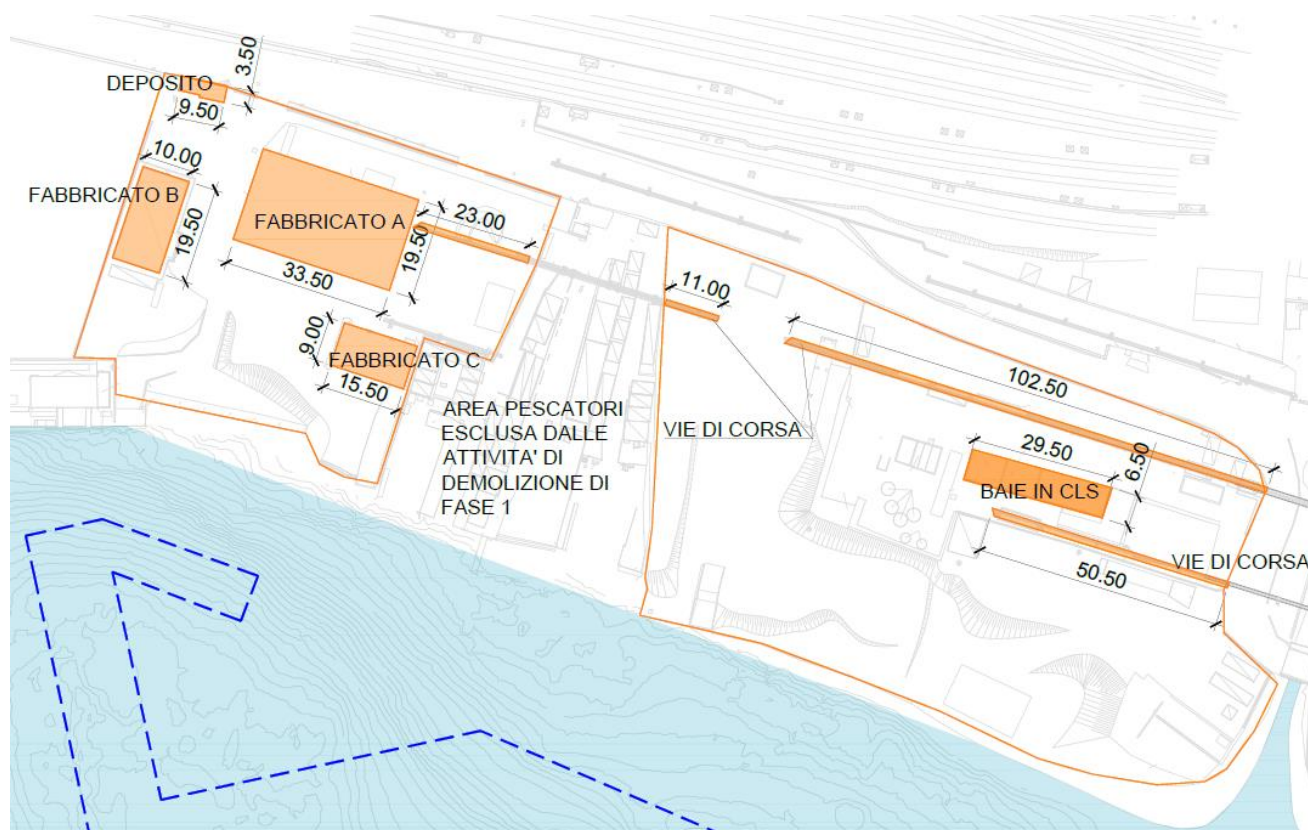 DEPOSITO
3.50
9.50
10.00
FABBRICATO B
19.50
FABBRICATO A
23.00
19.50
33.50
9.00
FABBRICATO C
15.50
AREA PESCATORI
ESCLUSA DALLE
ATTIVITA' DI
DEMOLIZIONE DI
FASE 1
11.00
VIE DI CORSA
102.50
29.50
6.50
BAIE IN CLS
50.50
VIE DI CORSA